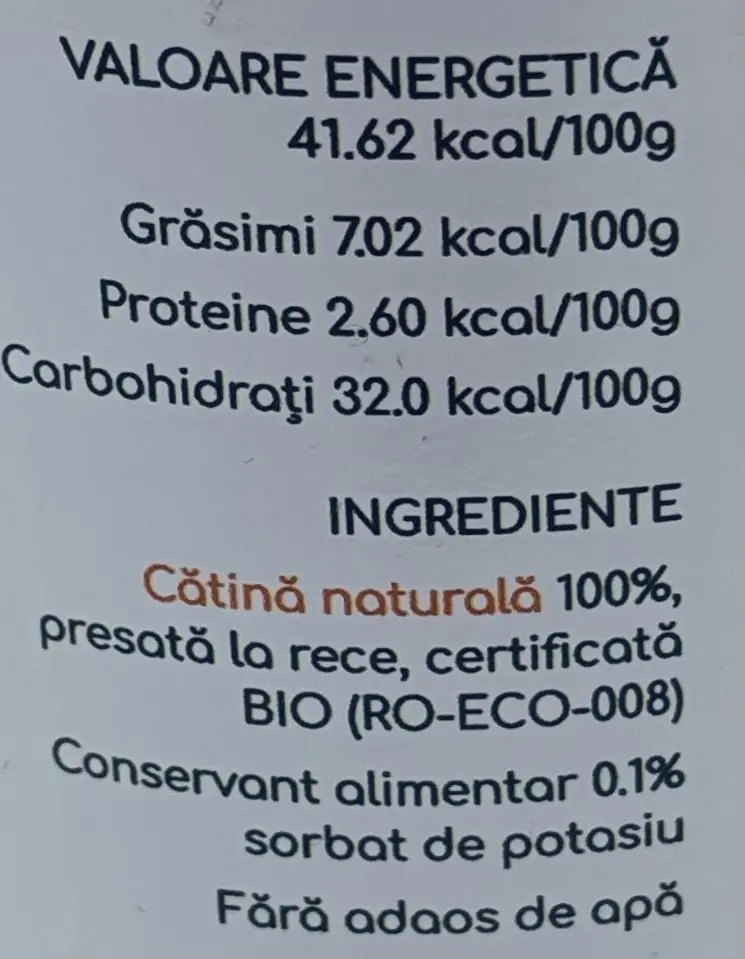 VALOARE ENERGETICĂ
41.62 kcal/100g
Grăsimi 7.02 kcal/100g
Proteine 2.60 kcal/100g
Carbohidraţi 32.0 kcal/100g
INGREDIENTE
Cătină naturală 100%,
presată la rece, certificată
BIO (RO-ECO-008)
Conservant alimentar 0.1%
sorbat de potasiu
Fără adaos de apă